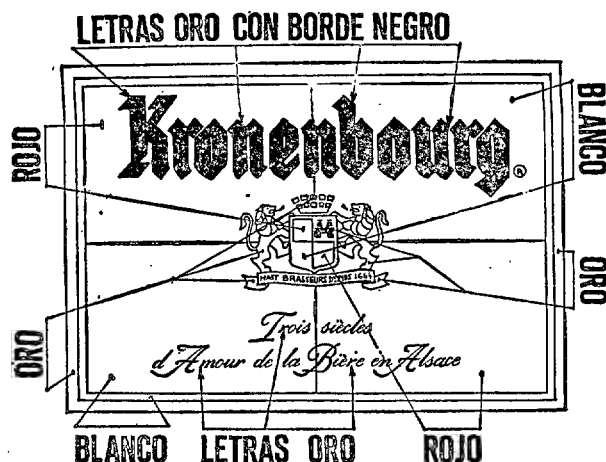 LETRAS ORO CON BORDE NEGRO
ROJO
BLANCO
Kronenbourg®
HATT BRASSEURS DEPUIS 1664
ORO
ORO
Trois siècles
d'Amour de la Bière en Alsace
BLANCO
LETRAS ORO
ROJO